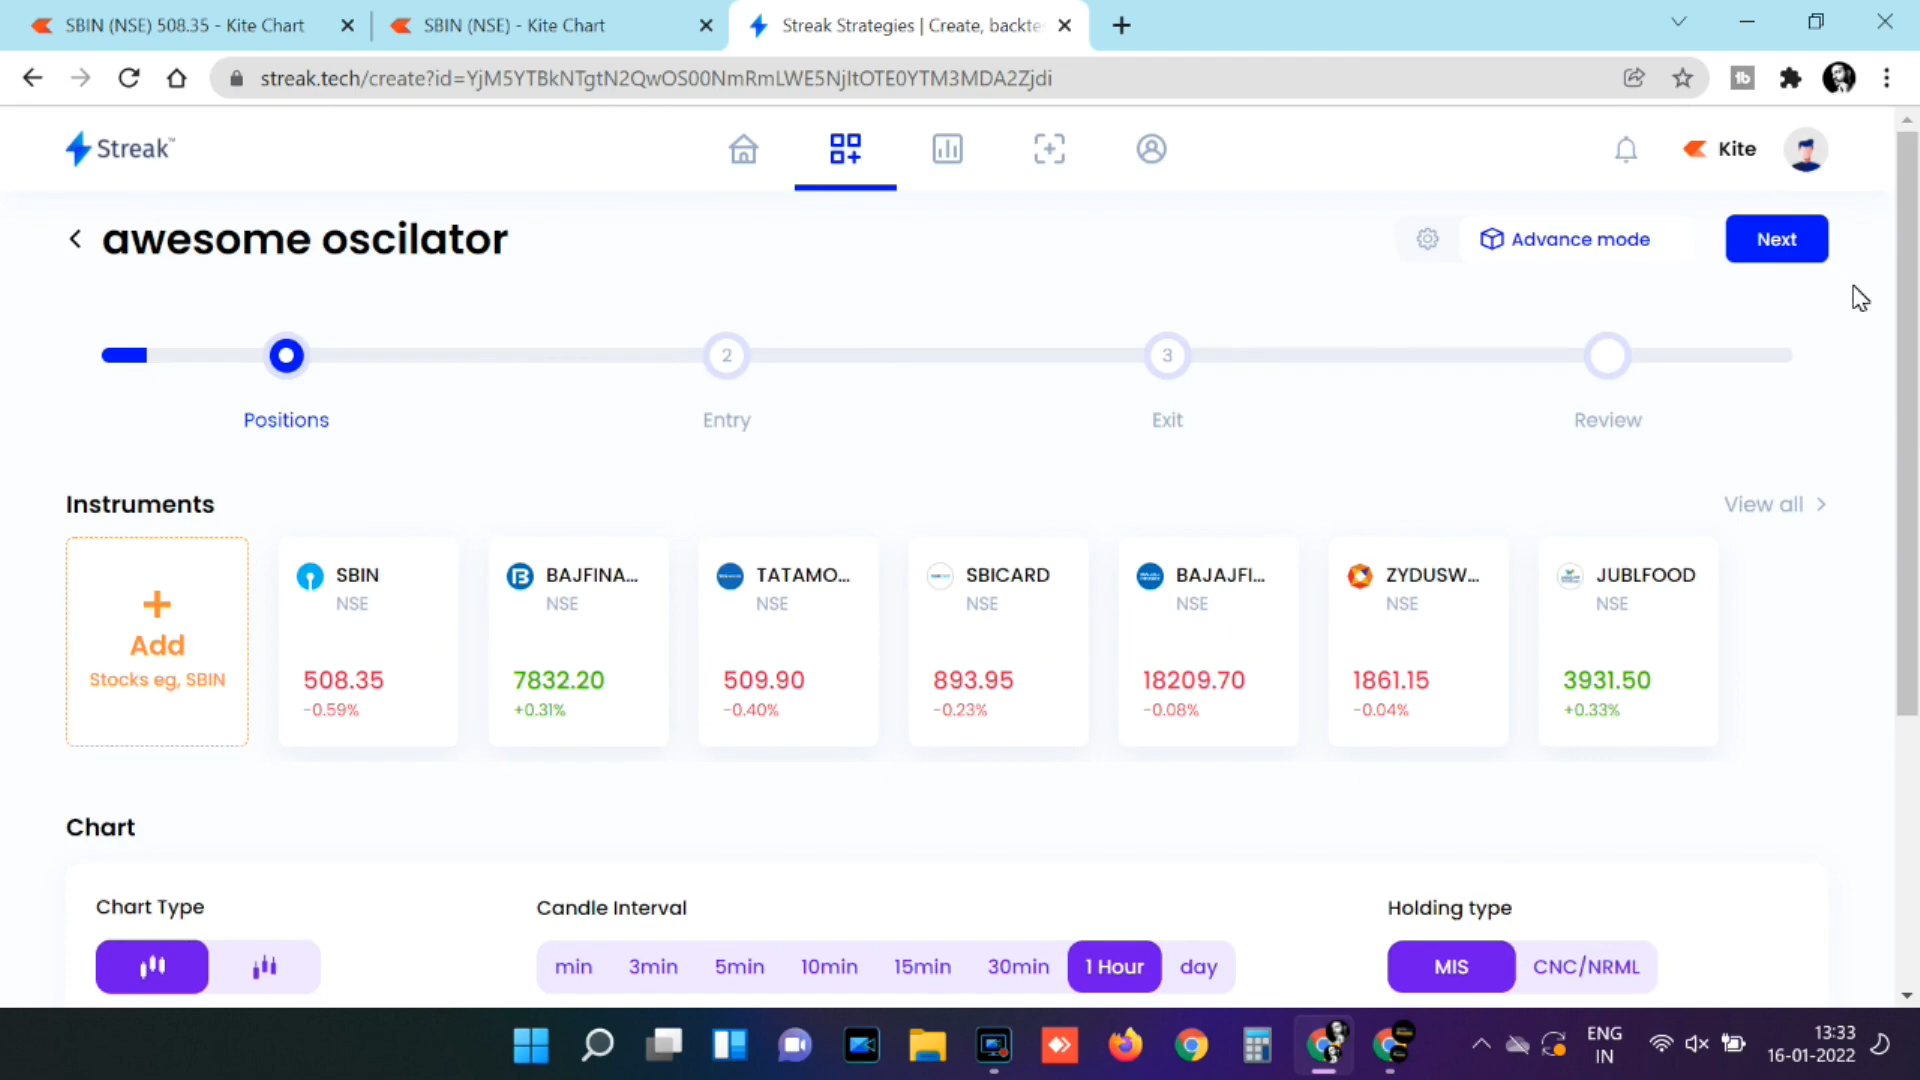 SBIN (NSE) 508.35 - Kite Chart
SBIN (NSE) - Kite Chart
Streak Strategies | Create, backte
streak.tech/create?id=YjM5YTBkNTgtN2QwOS00NmRmLWE5NjItOTE0YTM3MDA2Zjdi
Streak™
Kite
awesome oscilator
Advance mode
Next
2
3
Positions
Entry
Exit
Review
Instruments
View all
Add
Stocks eg, SBIN
SBIN
NSE
508.35
-0.59%
BAJFINA...
NSE
7832.20
+0.31%
TATAMO...
NSE
509.90
-0.40%
SBICARD
NSE
893.95
-0.23%
BAJAJFI...
NSE
18209.70
-0.08%
ZYDUSW...
NSE
1861.15
-0.04%
JUBLFOOD
NSE
3931.50
+0.33%
Chart
Chart Type
Candle Interval
min 3min 5min 10min 15min 30min 1 Hour day
Holding type
MIS CNC/NRML
ENG
IN
13:33
16-01-2022